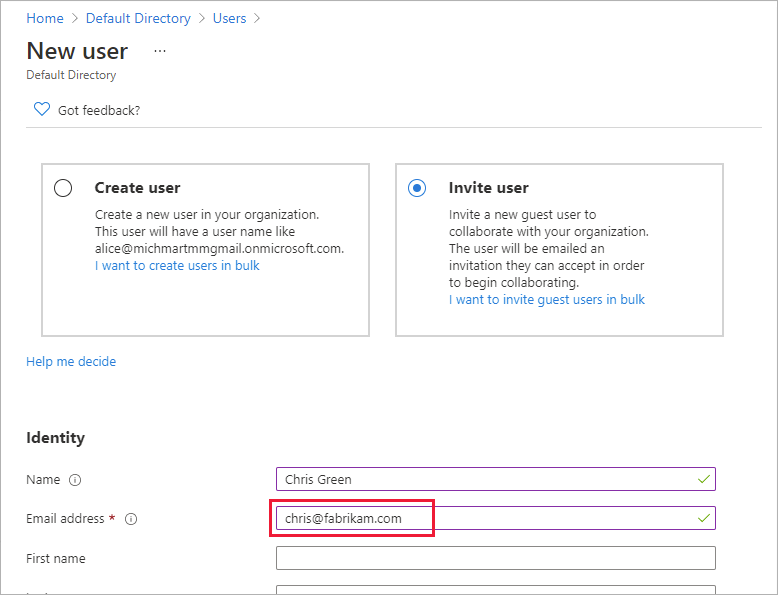 Home > Default Directory > Users >
New user ...
Default Directory
Got feedback?
Create user
Create a new user in your organization.
This user will have a user name like
alice@michmartmmgmail.onmicrosoft.com.
I want to create users in bulk
Invite user
Invite a new guest user to
collaborate with your organization.
The user will be emailed an
invitation they can accept in order
to begin collaborating.
I want to invite guest users in bulk
Help me decide
Identity
Name Chris Green
Email address * chris@fabrikam.com
First name